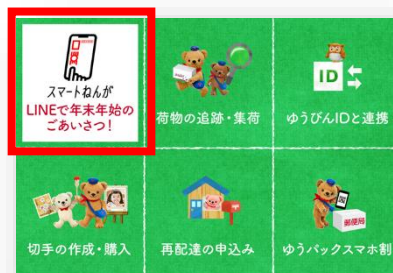 スマートねんが
LINEで年末年始の
ごあいさつ!
荷物の追跡・集荷
ID
ゆうびんIDと連携
切手の作成・購入
再配達の申込み
郵便局
ゆうパックスマホ割